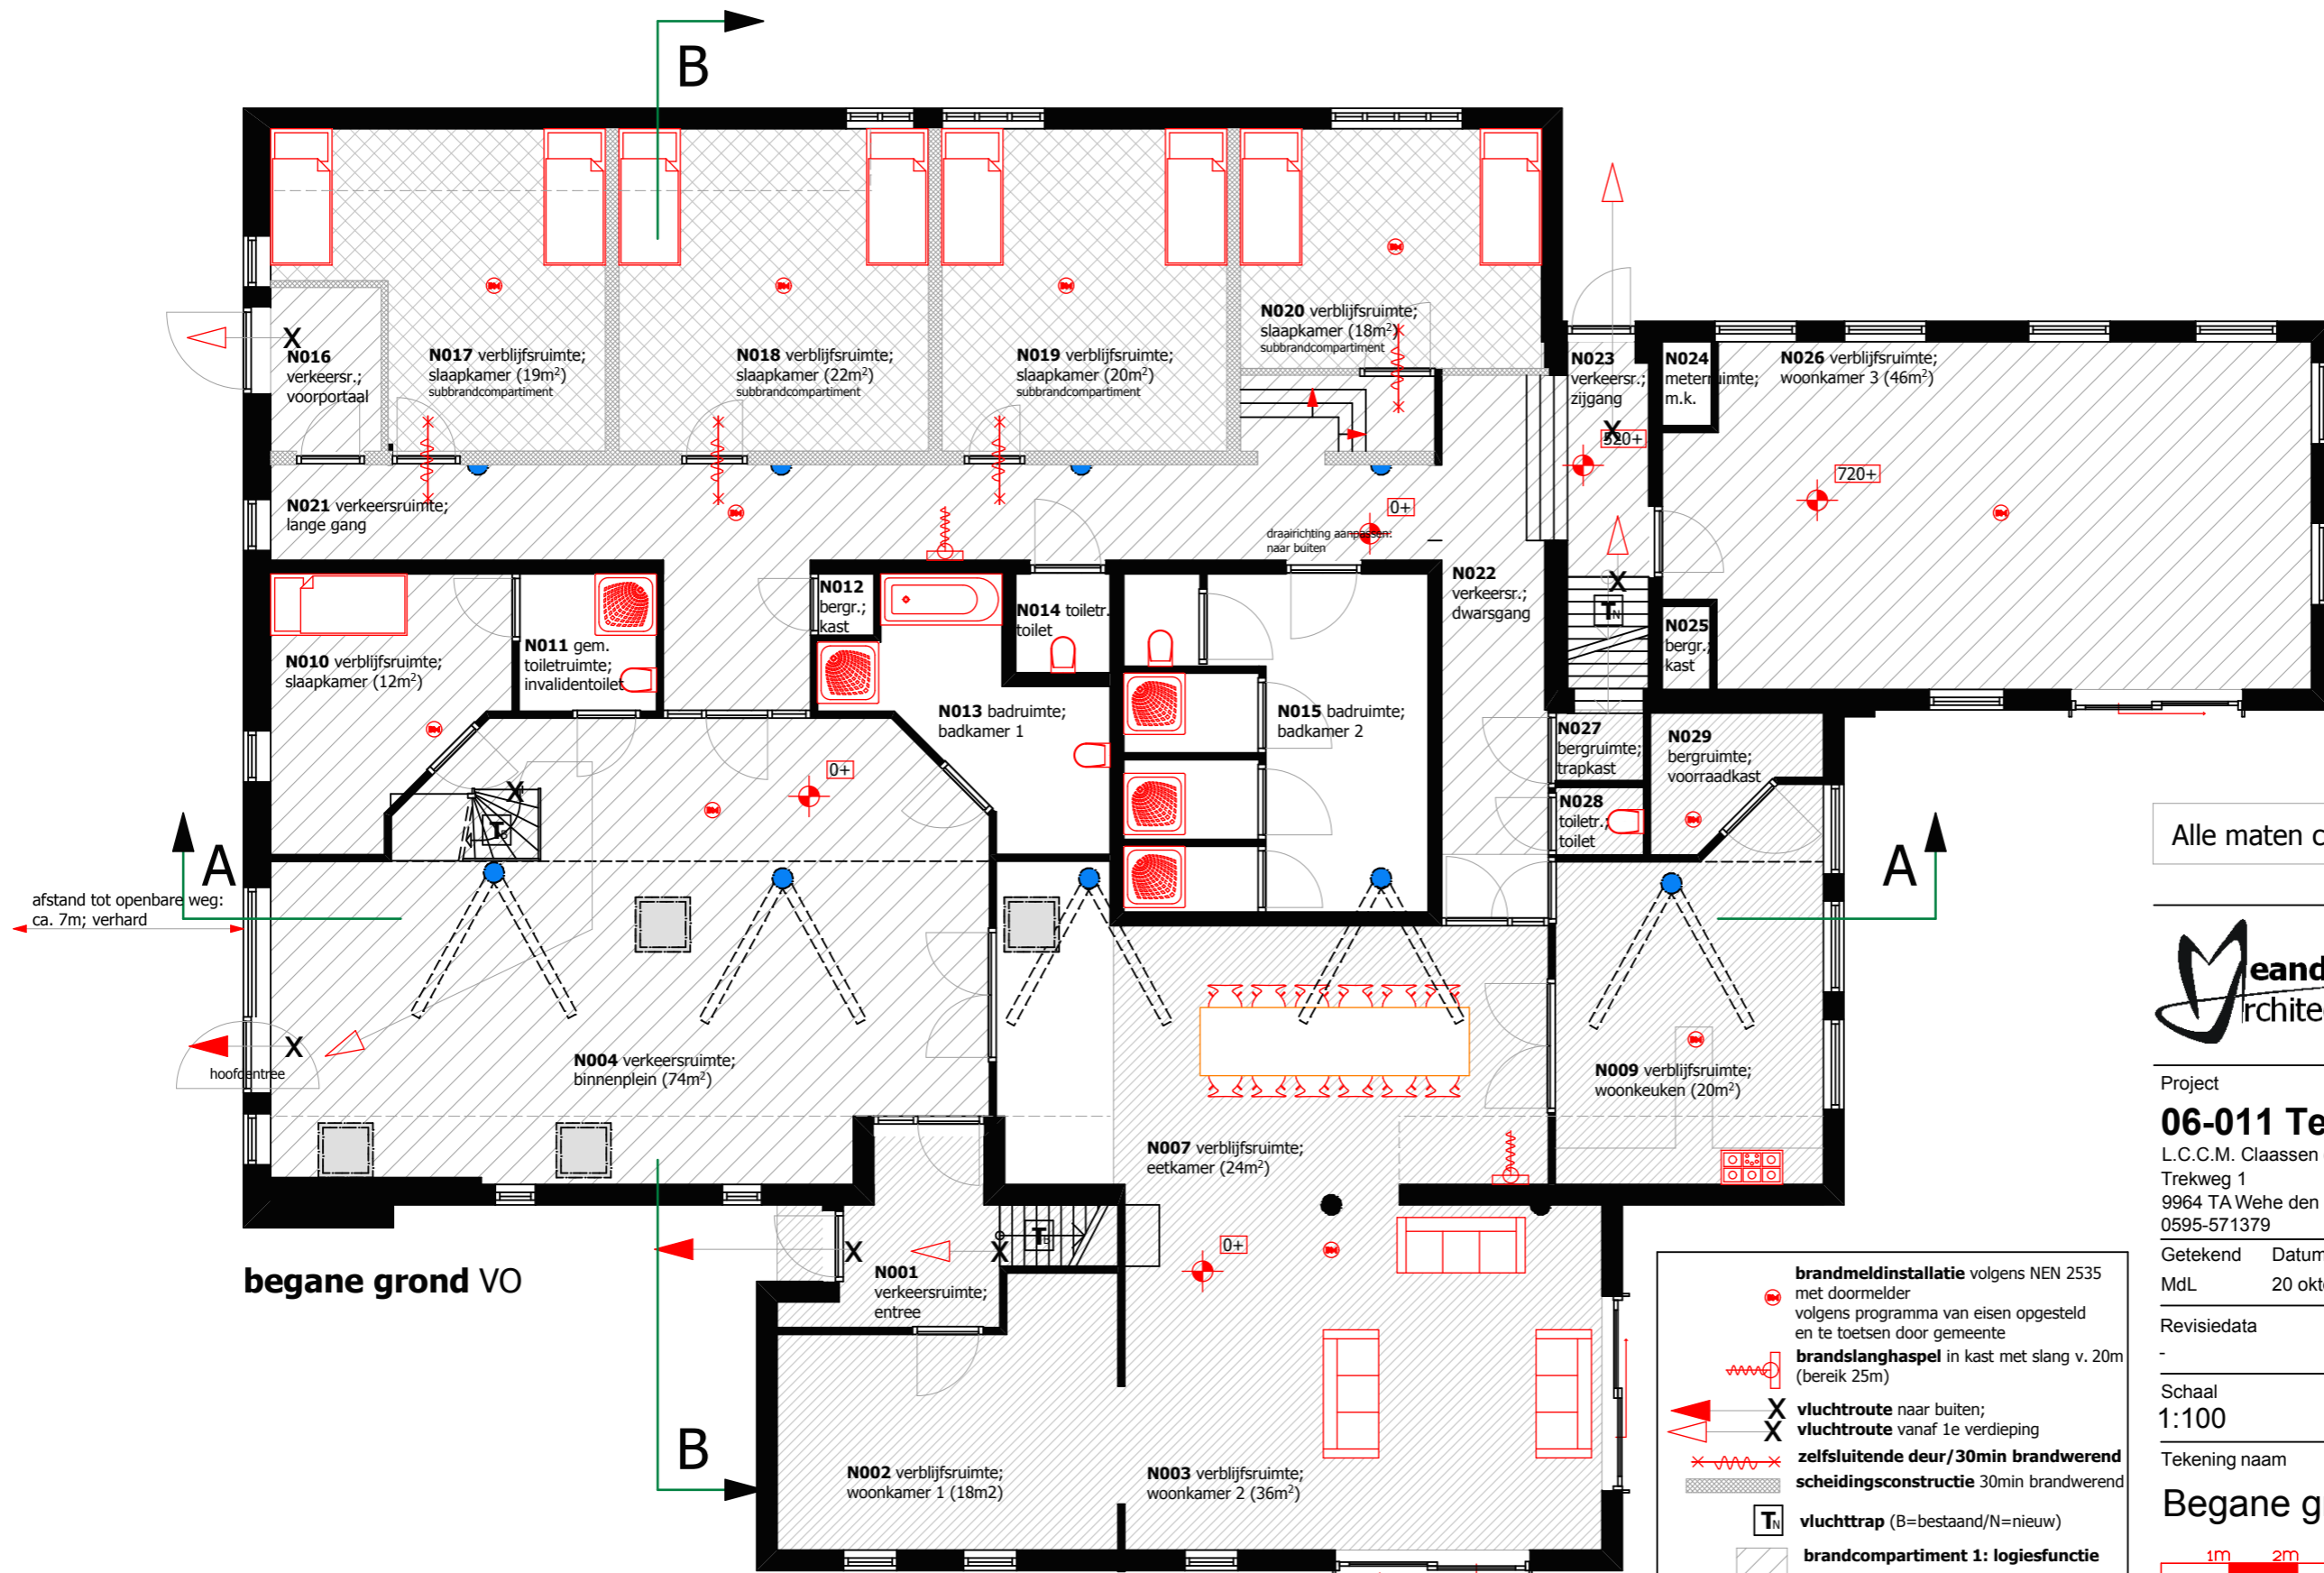 B
N020 verblijfsruimte;
slaapkamer (18m²)
subbrandcompartiment
N016
verkeersr.;
voorportaal
N017 verblijfsruimte;
slaapkamer (19m²)
subbrandcompartiment
N018 verblijfsruimte;
slaapkamer (22m²)
subbrandcompartiment
N019 verblijfsruimte;
slaapkamer (20m²)
subbrandcompartiment
N023
verkeersr.;
zijgang
N024
meterruimte;
m.k.
N026 verblijfsruimte;
woonkamer 3 (46m²)
X
X
520+
720+
N021 verkeersruimte;
lange gang
0+
draairichting aanpassen:
naar buiten
N022
verkeersr.;
dwarsgang
X
TN
N012
bergr.;
kast
N014 toiletr.
toilet
N025
bergr.;
kast
N010 verblijfsruimte;
slaapkamer (12m²)
N011 gem.
toiletruimte;
invalidentoilet
N013 badruimte;
badkamer 1
N015 badruimte;
badkamer 2
N027
bergruimte;
trapkast
N029
bergruimte;
voorraadkast
0+
X
TB
N028
toiletr.;
toilet
A
A
afstand tot openbare weg:
ca. 7m; verhard
X
hoofdentree
N004 verkeersruimte;
binnenplein (74m²)
N009 verblijfsruimte;
woonkeuken (20m²)
N007 verblijfsruimte;
eetkamer (24m²)
begane grond VO
X
X
TB
0+
N001
verkeersruimte;
entree
B
N002 verblijfsruimte;
woonkamer 1 (18m2)
N003 verblijfsruimte;
woonkamer 2 (36m²)
brandmeldinstallatie volgens NEN 2535
met doormelder
volgens programma van eisen opgesteld
en te toetsen door gemeente
brandslanghaspel in kast met slang v. 20m
(bereik 25m)
X vluchtroute naar buiten;
X vluchtroute vanaf 1e verdieping
zelfsluitende deur/30min brandwerend
scheidingsconstructie 30min brandwerend
TN vluchttrap (B=bestaand/N=nieuw)
brandcompartiment 1: logiesfunctie
Alle maten
eand
rchite
Project
06-011 Te
L.C.C.M. Claassen
Trekweg 1
9964 TA Wehe den
0595-571379
Getekend Datum
MdL 20 okt
Revisiedata
-
Schaal
1:100
Tekening naam
Begane g
1m 2m